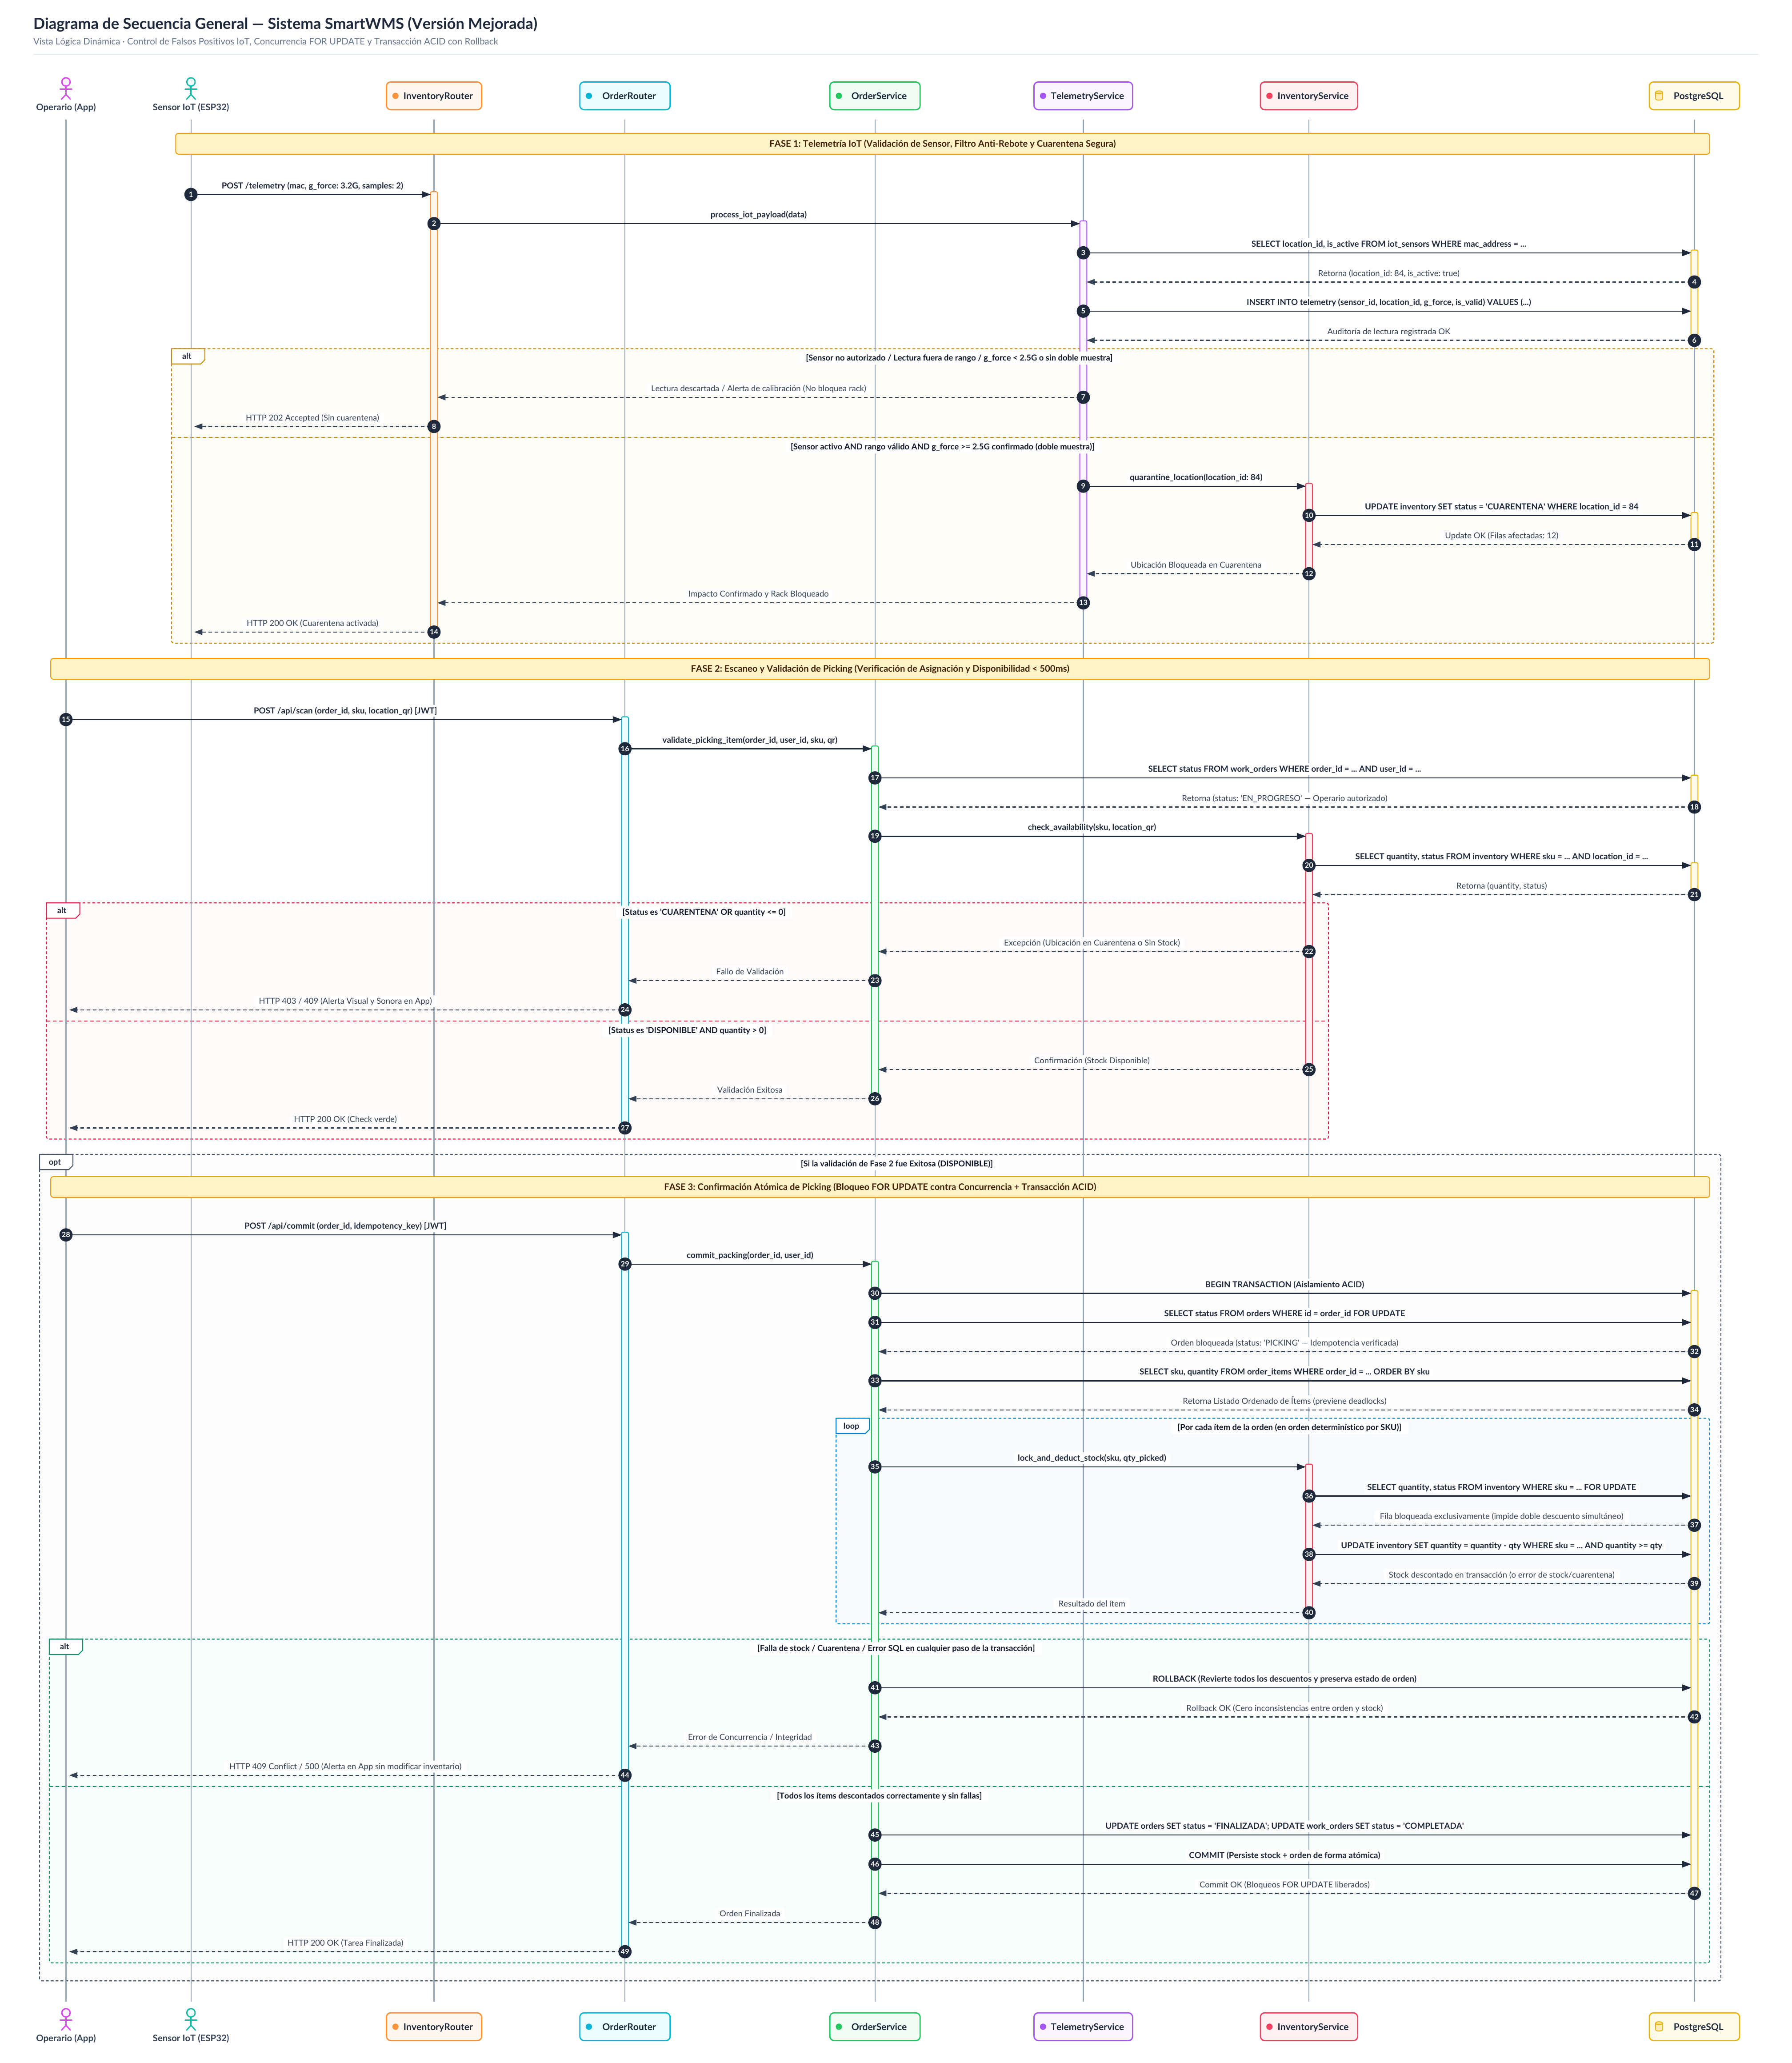 Diagrama de Secuencia General — Sistema SmartWMS (Versión Mejorada)
Vista Lógica Dinámica · Control de Falsos Positivos IoT, Concurrencia FOR UPDATE y Transacción ACID con Rollback
Operario (App)
Sensor IoT (ESP32)
InventoryRouter
OrderRouter
OrderService
TelemetryService
InventoryService
PostgreSQL
FASE 1: Telemetría IoT (Validación de Sensor, Filtro Anti-Rebote y Cuarentena Segura)
1 POST /telemetry (mac, g_force: 3.2G, samples: 2)
2 process_iot_payload(data)
3 SELECT location_id, is_active FROM iot_sensors WHERE mac_address = ...
Retorna (location_id: 84, is_active: true) 4
5 INSERT INTO telemetry (sensor_id, location_id, g_force, is_valid) VALUES (...)
Auditoría de lectura registrada OK 6
alt [Sensor no autorizado / Lectura fuera de rango / g_force < 2.5G o sin doble muestra]
Lectura descartada / Alerta de calibración (No bloquea rack) 7
HTTP 202 Accepted (Sin cuarentena) 8
[Sensor activo AND rango válido AND g_force >= 2.5G confirmado (doble muestra)]
9 quarantine_location(location_id: 84)
10 UPDATE inventory SET status = 'CUARENTENA' WHERE location_id = 84
Update OK (Filas afectadas: 12) 11
Ubicación Bloqueada en Cuarentena 12
Impacto Confirmado y Rack Bloqueado 13
HTTP 200 OK (Cuarentena activada) 14
FASE 2: Escaneo y Validación de Picking (Verificación de Asignación y Disponibilidad < 500ms)
15 POST /api/scan (order_id, sku, location_qr) [JWT]
16 validate_picking_item(order_id, user_id, sku, qr)
17 SELECT status FROM work_orders WHERE order_id = ... AND user_id = ...
Retorna (status: 'EN_PROGRESO' — Operario autorizado) 18
19 check_availability(sku, location_qr)
20 SELECT quantity, status FROM inventory WHERE sku = ... AND location_id = ...
Retorna (quantity, status) 21
alt [Status es 'CUARENTENA' OR quantity <= 0]
Excepción (Ubicación en Cuarentena o Sin Stock) 22
Fallo de Validación 23
HTTP 403 / 409 (Alerta Visual y Sonora en App) 24
[Status es 'DISPONIBLE' AND quantity > 0]
Confirmación (Stock Disponible) 25
Validación Exitosa 26
HTTP 200 OK (Check verde) 27
opt [Si la validación de Fase 2 fue Exitosa (DISPONIBLE)]
FASE 3: Confirmación Atómica de Picking (Bloqueo FOR UPDATE contra Concurrencia + Transacción ACID)
28 POST /api/commit (order_id, idempotency_key) [JWT]
29 commit_packing(order_id, user_id)
30 BEGIN TRANSACTION (Aislamiento ACID)
31 SELECT status FROM orders WHERE id = order_id FOR UPDATE
Orden bloqueada (status: 'PICKING' — Idempotencia verificada) 32
33 SELECT sku, quantity FROM order_items WHERE order_id = ... ORDER BY sku
Retorna Listado Ordenado de Ítems (previene deadlocks) 34
loop [Por cada ítem de la orden (en orden determinístico por SKU)]
35 lock_and_deduct_stock(sku, qty_picked)
36 SELECT quantity, status FROM inventory WHERE sku = ... FOR UPDATE
Fila bloqueada exclusivamente (impide doble descuento simultáneo) 37
38 UPDATE inventory SET quantity = quantity - qty WHERE sku = ... AND quantity >= qty
Stock descontado en transacción (o error de stock/cuarentena) 39
Resultado del ítem 40
alt [Falla de stock / Cuarentena / Error SQL en cualquier paso de la transacción]
41 ROLLBACK (Revierte todos los descuentos y preserva estado de orden)
Rollback OK (Cero inconsistencias entre orden y stock) 42
Error de Concurrencia / Integridad 43
HTTP 409 Conflict / 500 (Alerta en App sin modificar inventario) 44
[Todos los ítems descontados correctamente y sin fallas]
45 UPDATE orders SET status = 'FINALIZADA'; UPDATE work_orders SET status = 'COMPLETADA'
46 COMMIT (Persiste stock + orden de forma atómica)
Commit OK (Bloqueos FOR UPDATE liberados) 47
Orden Finalizada 48
HTTP 200 OK (Tarea Finalizada) 49
Operario (App)
Sensor IoT (ESP32)
InventoryRouter
OrderRouter
OrderService
TelemetryService
InventoryService
PostgreSQL